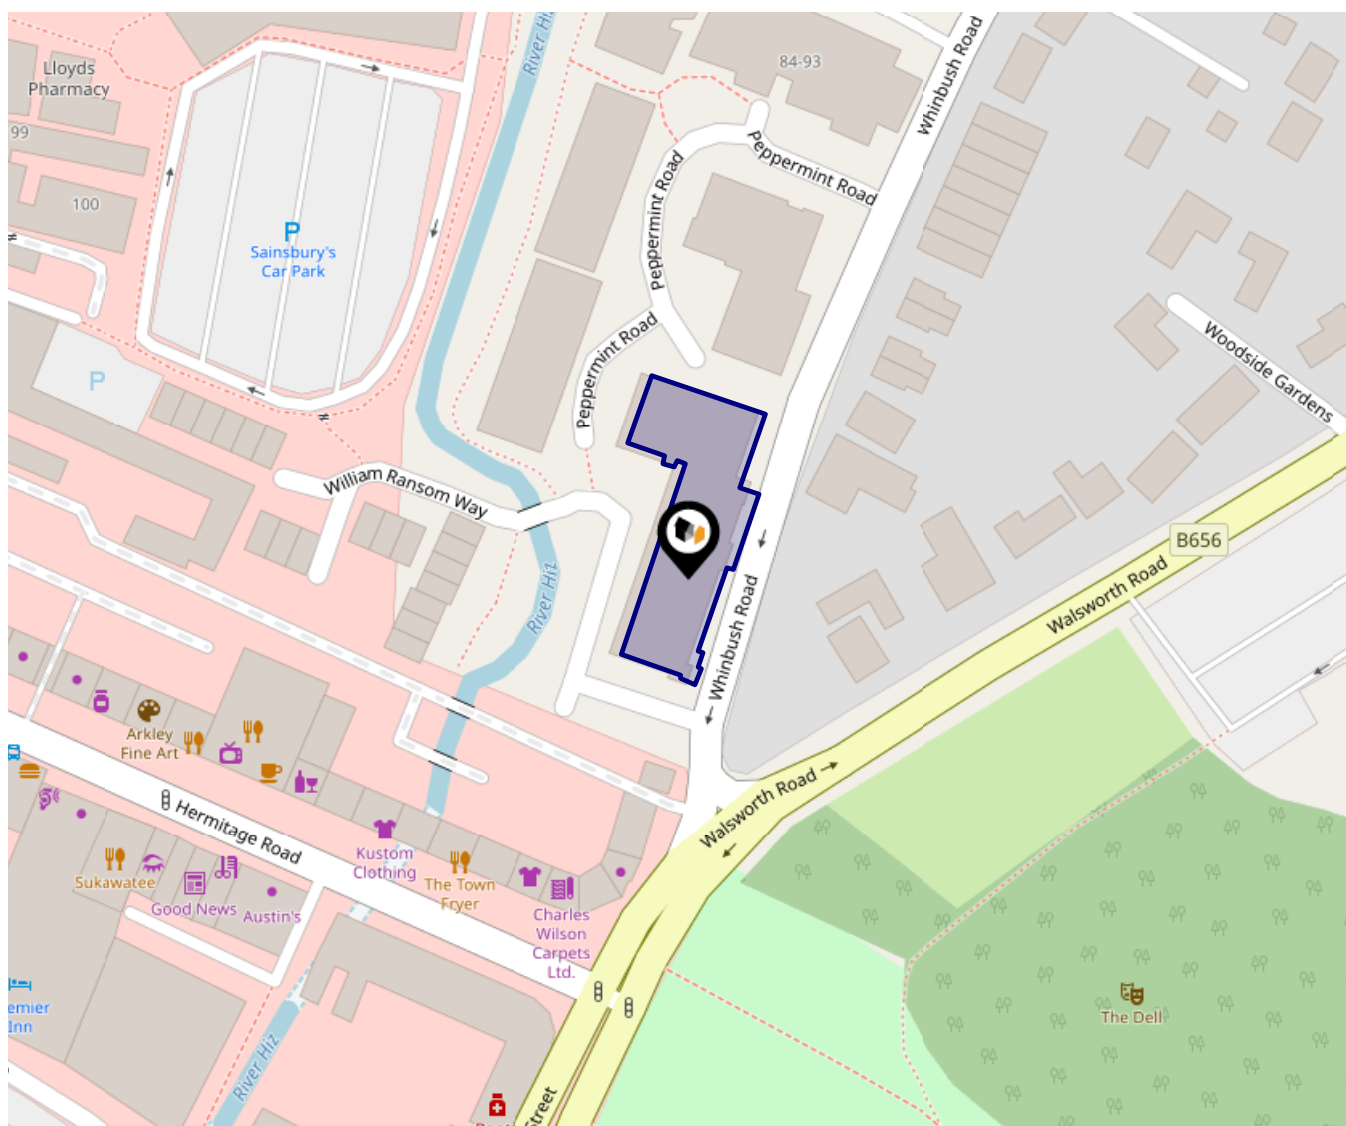 River Hiz
Lloyds
Pharmacy
84-93
Whinbush Road
99
Peppermint Road
Peppermint Road
100
P
Sainsbury's
Car Park
Peppermint Road
Woodside Gardens
P
William Ransom Way
B656
Walsworth Road
River Hiz
Whinbush Road
Arkley
Fine Art
Walsworth Road
Hermitage Road
Kustom
Clothing
The Town
Fryer
Sukawatee
Good News
Austin's
Charles
Wilson
Carpets
Ltd.
emier
Inn
The Dell
River Hiz
Street